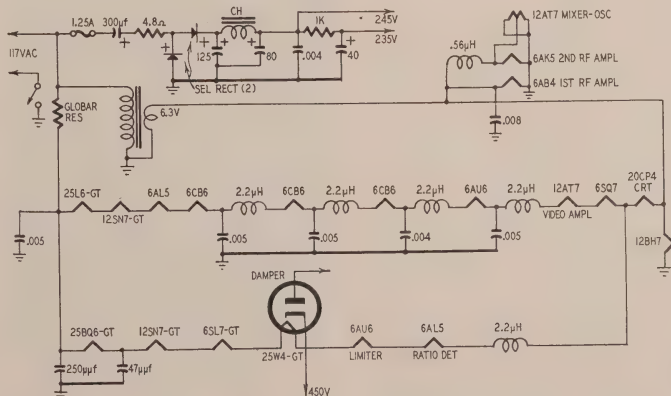 1.25A 300μf 4.8Ω CH 1K 245V
235V
117VAC
125 80 .004 40
SEL RECT (2)
GLOBAR
RES
6.3V
.56μH
12AT7 MIXER-OSC
6AK5 2ND RF AMPL
6AB4 1ST RF AMPL
.008
25L6-GT 12SN7-GT 6AL5 6CB6 2.2μH 6CB6 2.2μH 6CB6 2.2μH 6AU6 2.2μH 12AT7 6SQ7 20CP4
CRT
VIDEO AMPL
.005 .005 .005 .004 .005
12BH7
DAMPER
25BQ6-GT 12SN7-GT 6SL7-GT 25W4-GT 6AU6 6AL5 2.2μH
LIMITER RATIO DET
250μμf 47μμf
450V